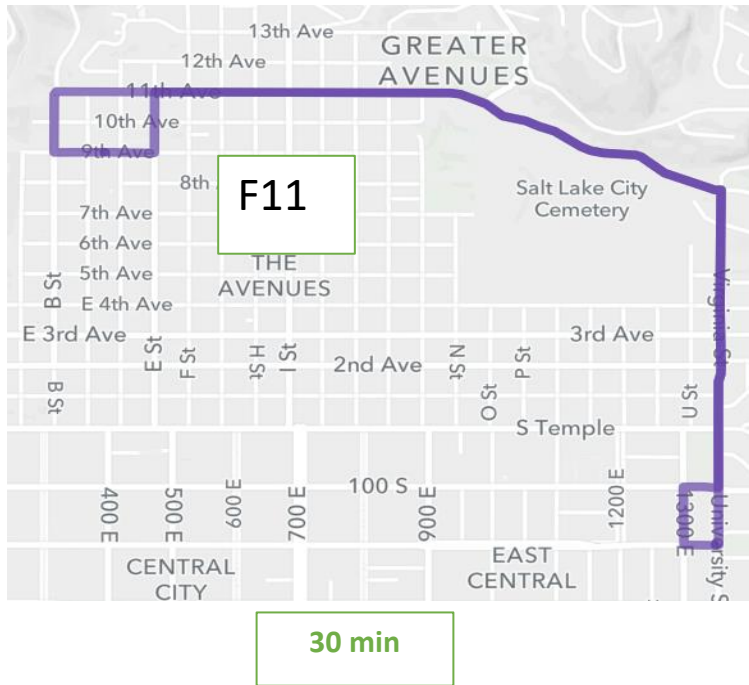 13th Ave
GREATER
AVENUES
12th Ave
11th Ave
10th Ave
9th Ave
8th
F11
Salt Lake City
Cemetery
7th Ave
6th Ave
THE
AVENUES
5th Ave
E 4th Ave
B St
Virginia St
E 3rd Ave
3rd Ave
E St
F St
H St
I St
2nd Ave
N St
P St
B St
O St
U St
S Temple
100 S
400 E
500 E
600 E
700 E
900 E
1200 E
1300 E
University S
CENTRAL
CITY
EAST
CENTRAL
30 min